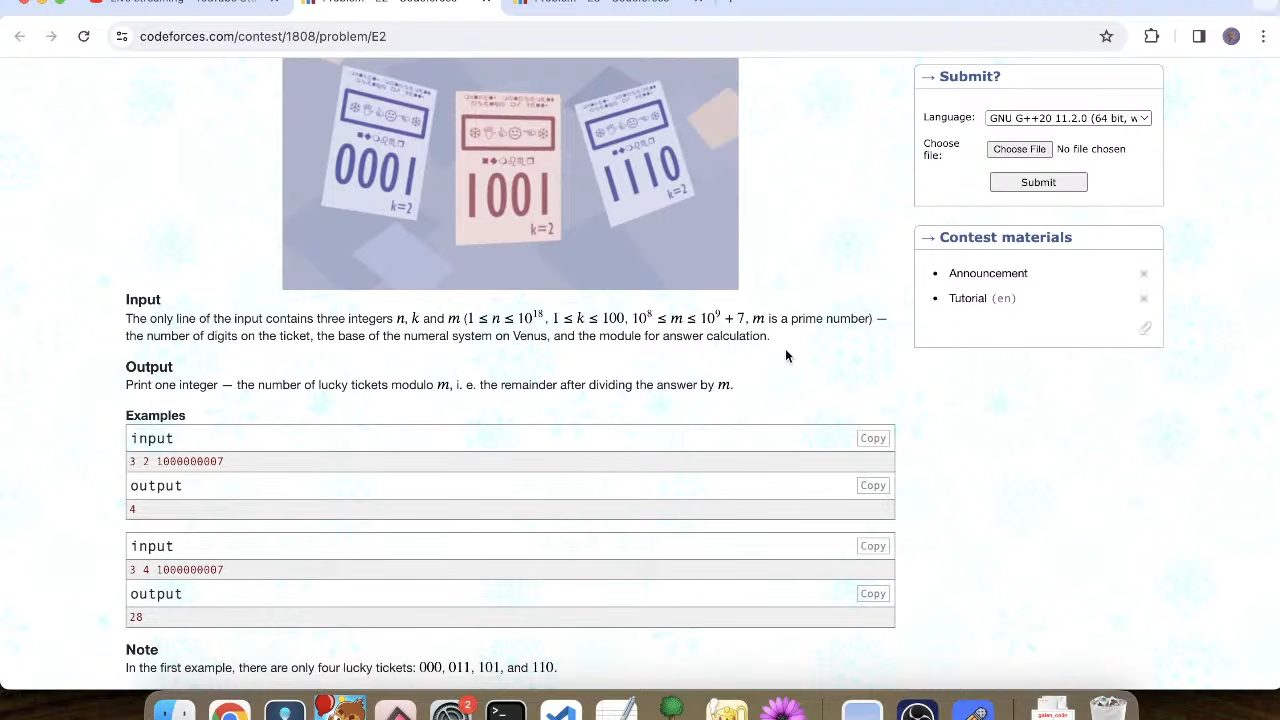 codeforces.com/contest/1808/problem/E2
0001
k=2
1001
k=2
1110
k=2
→ Submit?
Language:
GNU G++20 11.2.0 (64 bit, w
Choose file:
Choose File No file chosen
Submit
→ Contest materials
Announcement
Tutorial (en)
Input
The only line of the input contains three integers n, k and m (1 ≤ n ≤ 10¹⁸, 1 ≤ k ≤ 100, 10⁸ ≤ m ≤ 10⁹ + 7, m is a prime number) —
the number of digits on the ticket, the base of the numeral system on Venus, and the module for answer calculation.
Output
Print one integer — the number of lucky tickets modulo m, i. e. the remainder after dividing the answer by m.
Examples
input
Copy
3 2 1000000007
output
Copy
4
input
Copy
3 4 1000000007
output
Copy
28
Note
In the first example, there are only four lucky tickets: 000, 011, 101, and 110.
2
galen_colin